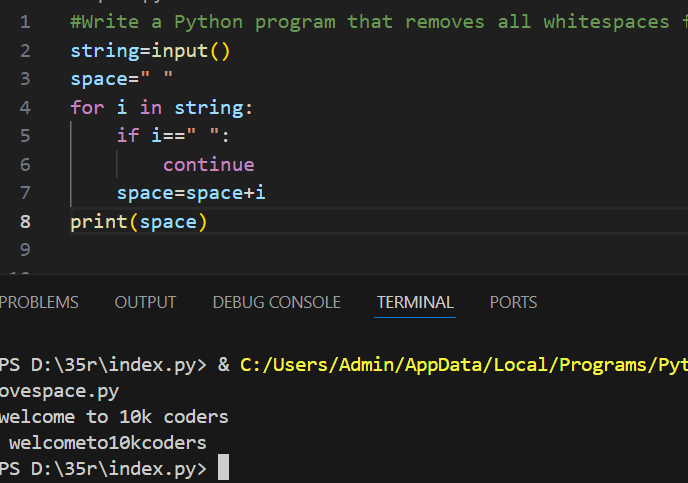 1 #Write a Python program that removes all whitespaces f
2 string=input()
3 space=" "
4 for i in string:
5 if i==" ":
6 continue
7 space=space+i
8 print(space)
9
PROBLEMS OUTPUT DEBUG CONSOLE TERMINAL PORTS
PS D:\35r\index.py> & C:/Users/Admin/AppData/Local/Programs/Pyt
ovespace.py
welcome to 10k coders
welcometo10kcoders
PS D:\35r\index.py>